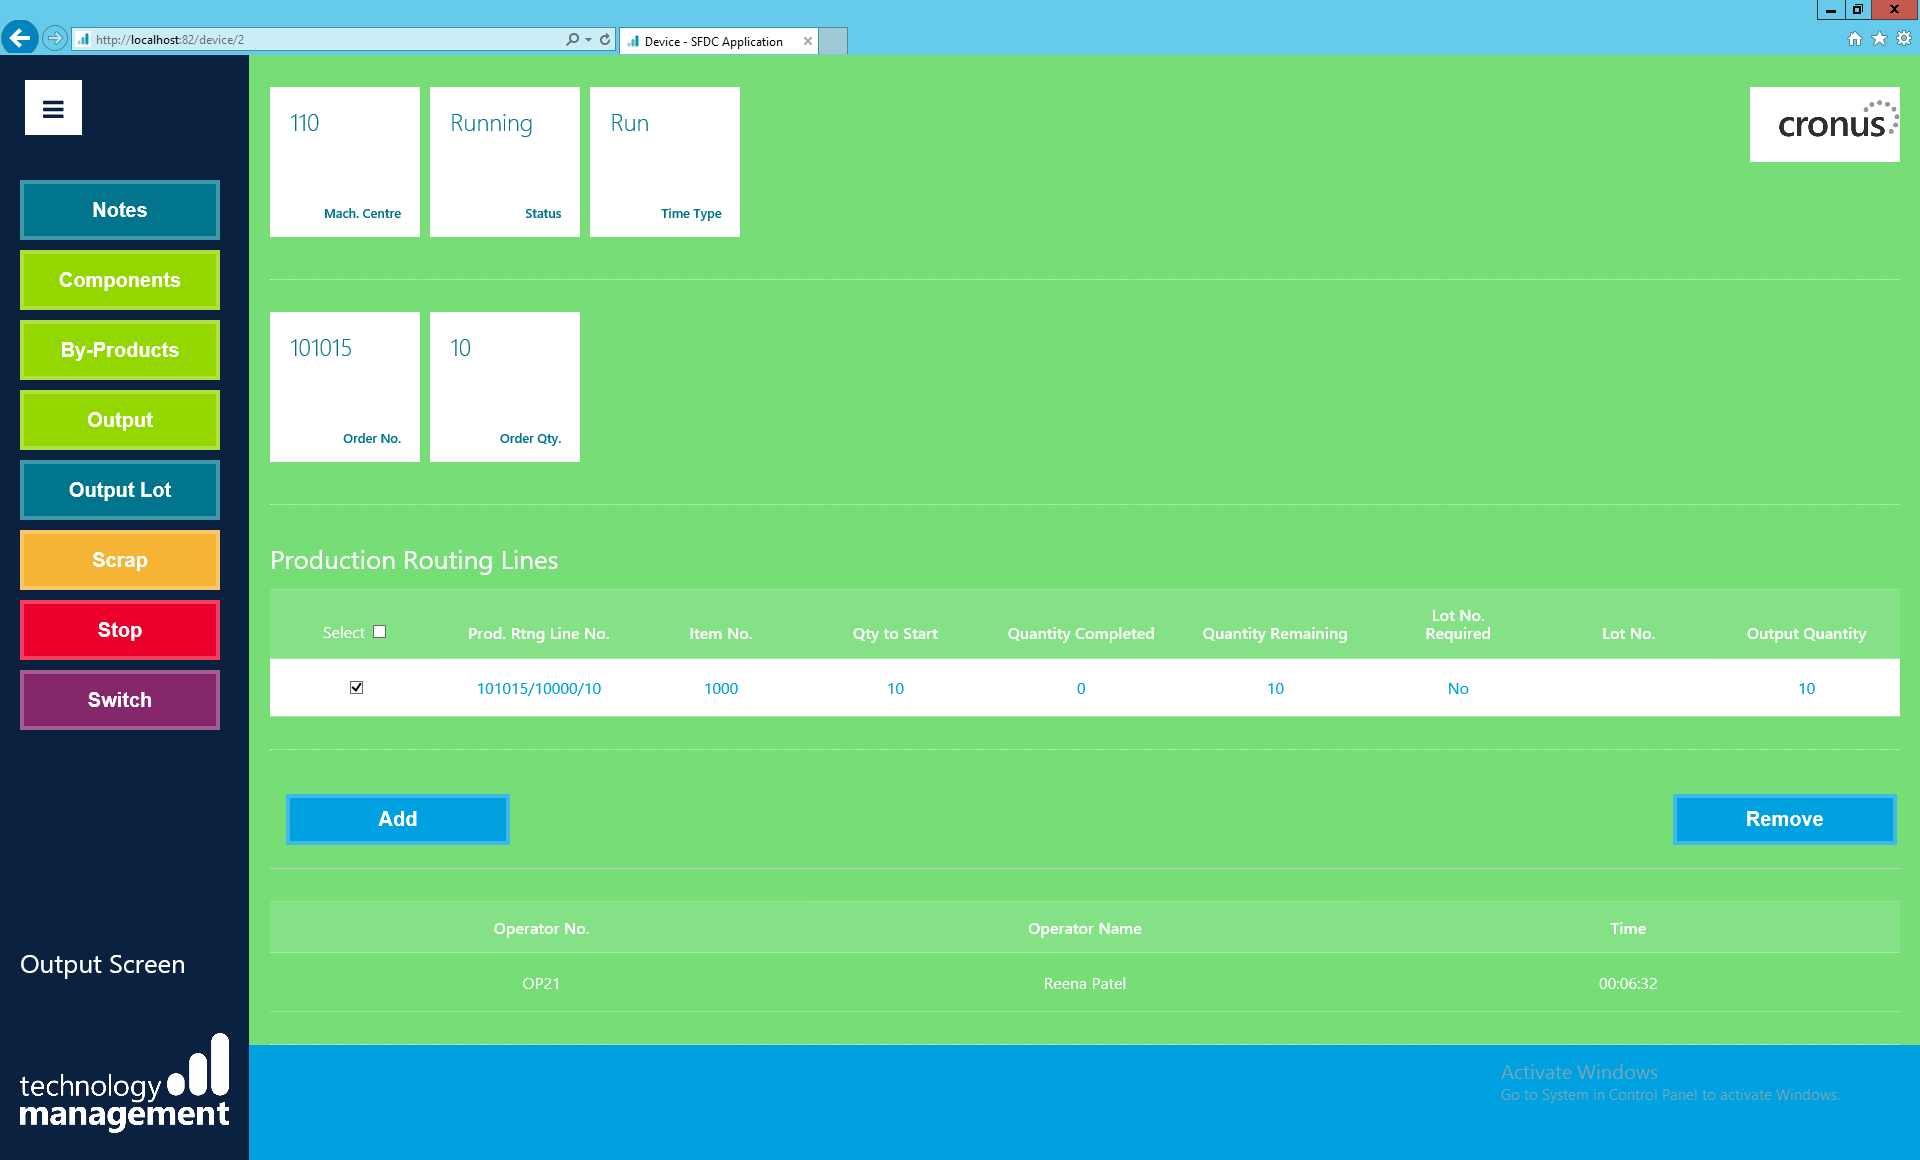 http://localhost:82/device/2
Device - SFDC Application
Notes
Components
By-Products
Output
Output Lot
Scrap
Stop
Switch
Output Screen
technology
management
110
Mach. Centre
Running
Status
Run
Time Type
cronus
101015
Order No.
10
Order Qty.
Production Routing Lines
Select Prod. Rtng Line No. Item No. Qty to Start Quantity Completed Quantity Remaining Lot No. Required Lot No. Output Quantity
101015/10000/10 1000 10 0 10 No 10
Add
Remove
Operator No. Operator Name Time
OP21 Reena Patel 00:06:32
Activate Windows
Go to System in Control Panel to activate Windows.